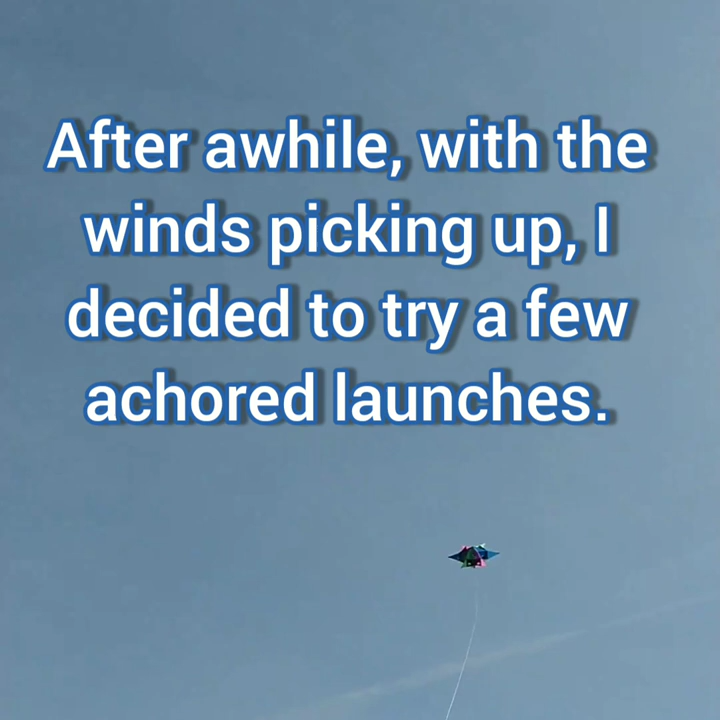 After awhile, with the
winds picking up, I
decided to try a few
achored launches.